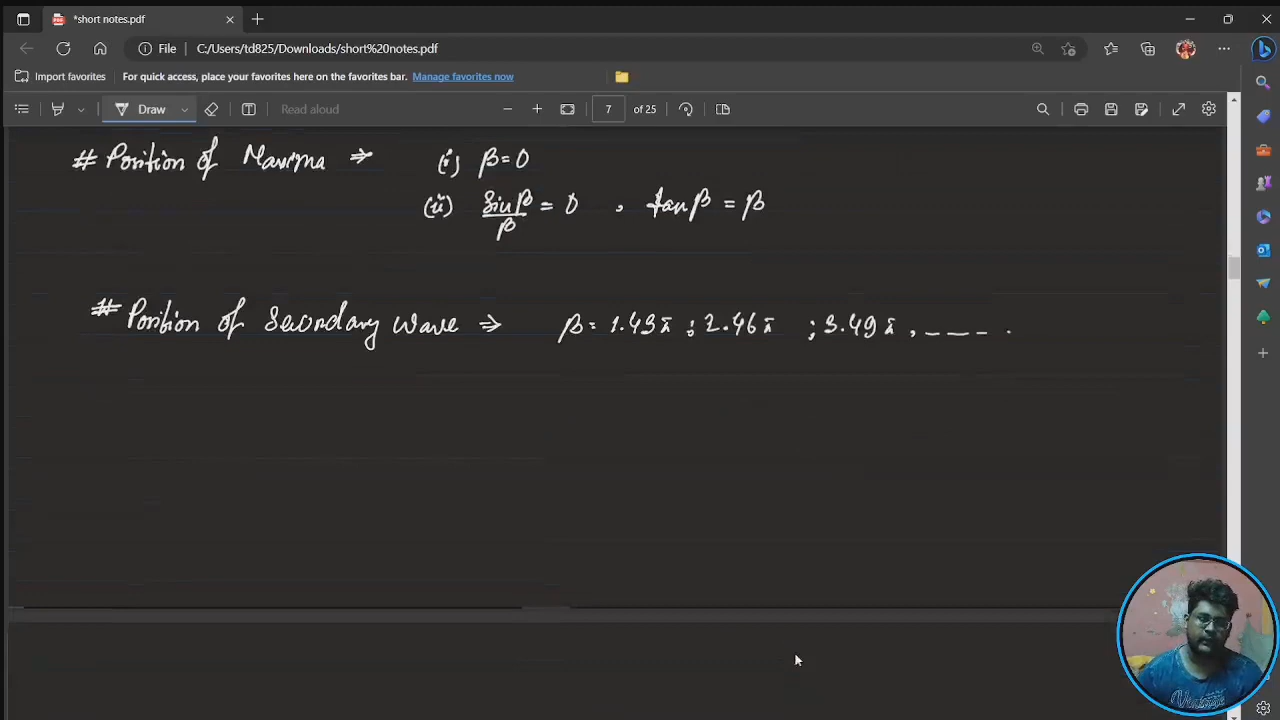 *short notes.pdf
File C:/Users/td825/Downloads/short%20notes.pdf
Import favorites For quick access, place your favorites here on the favorites bar. Manage favorites now
Draw Read aloud 7 of 25
# Position of Maxima ⇒ (i) β = 0
(ii) sinβ/β = 0 , tanβ = β
# Position of Secondary wave ⇒ β = 1.43π ; 2.46π ; 3.49π , _ _ _ .